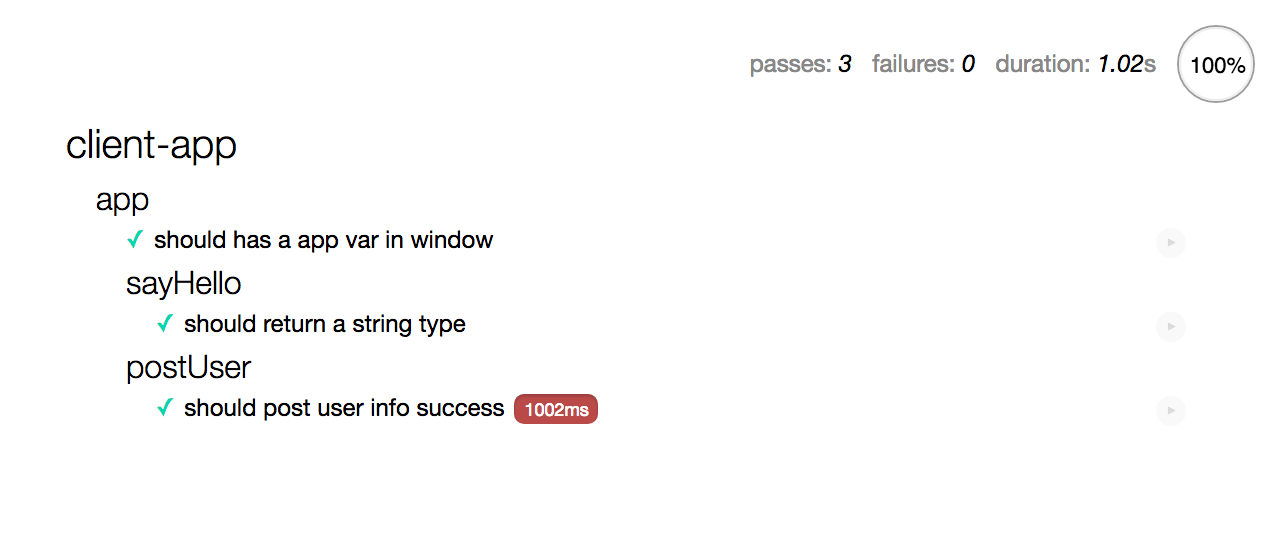 passes: 3 failures: 0 duration: 1.02s 100%
client-app
app
✓ should has a app var in window
sayHello
✓ should return a string type
postUser
✓ should post user info success 1002ms